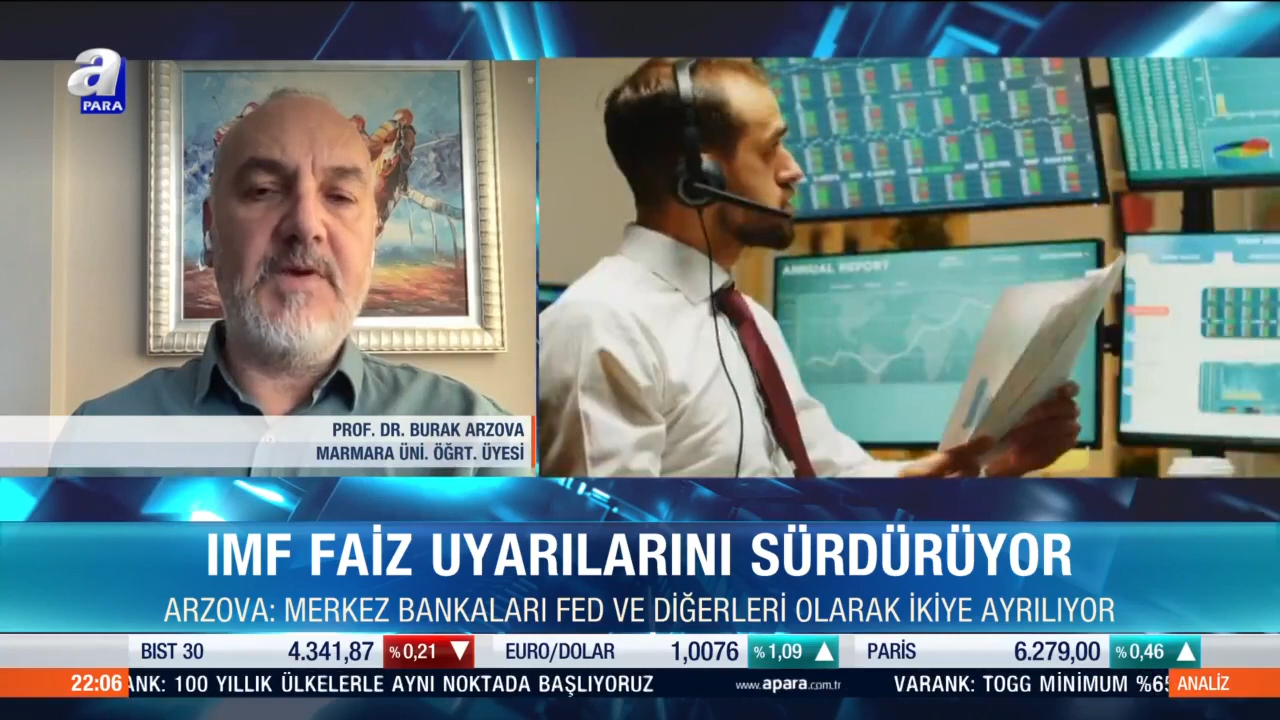 a
PARA
ANNUAL REPORT
PROF. DR. BURAK ARZOVA
MARMARA ÜNİ. ÖĞRT. ÜYESİ
IMF FAİZ UYARILARINI SÜRDÜRÜYOR
ARZOVA: MERKEZ BANKALARI FED VE DİĞERLERİ OLARAK İKİYE AYRILIYOR
BIST 30 4.341,87 %0,21 EURO/DOLAR 1,0076 %1,09 PARİS 6.279,00 %0,46
22:06 ANK: 100 YILLIK ÜLKELERLE AYNI NOKTADA BAŞLIYORUZ www.apara.com.tr VARANK: TOGG MİNİMUM %65 ANALİZ